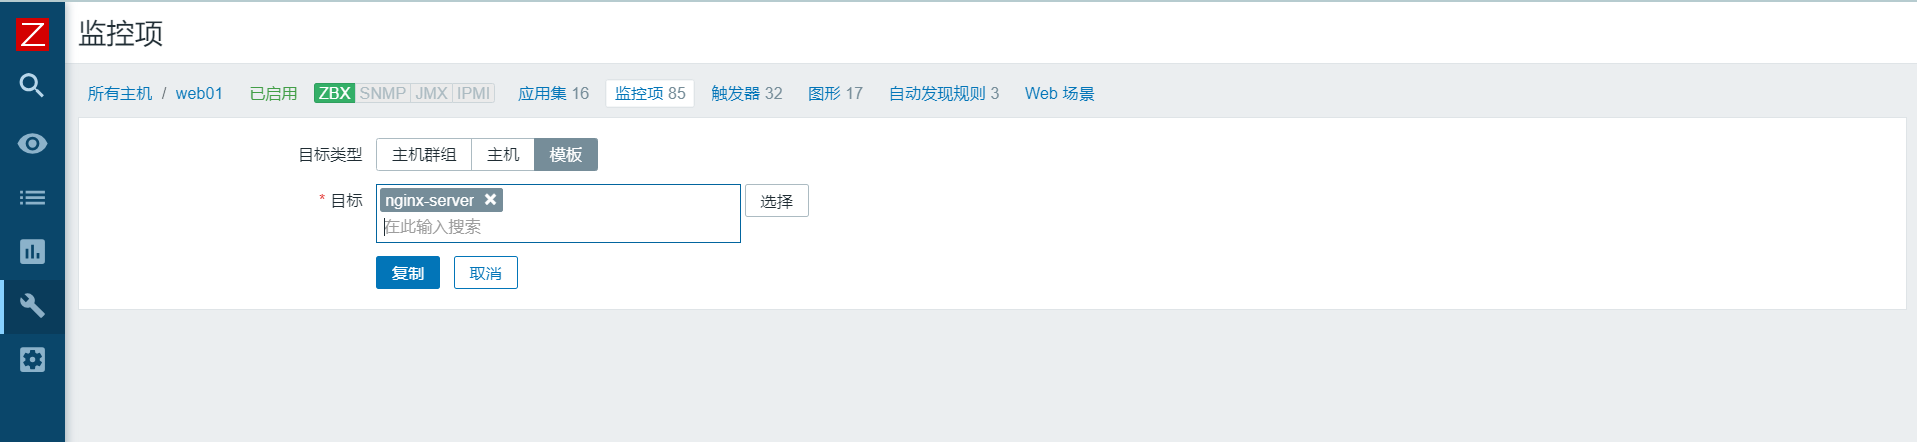 Z
监控项
所有主机 / web01 已启用 ZBX SNMP JMX IPMI 应用集 16 监控项 85 触发器 32 图形 17 自动发现规则 3 Web 场景
目标类型 主机群组 主机 模板
* 目标 nginx-server 选择
在此输入搜索
复制 取消